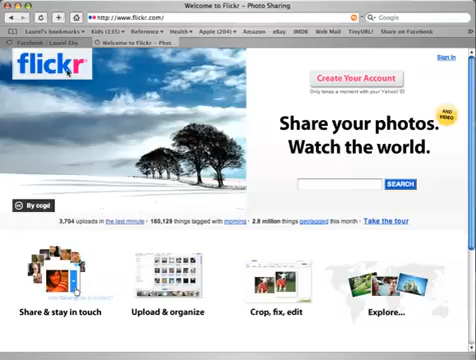 Welcome to Flickr - Photo Sharing
http://www.flickr.com/
Google
Laurel's bookmarks
Kids (135)
Reference
Health
Apple (204)
Amazon
eBay
Yahoo!
News
IMDB
Web Mail
TinyURL!
Share on Facebook
Facebook | Laurel Eby
Welcome to Flickr - Phot...
flickr
Sign In
Create Your Account
Only takes a moment with your Yahoo! ID
AND VIDEO
Share your photos.
Watch the world.
SEARCH
By ccgd
3,704 uploads in the last minute · 160,129 things tagged with morning · 2.8 million things geotagged this month · Take the tour
Share & stay in touch
Upload & organize
Crop, fix, edit
Explore...